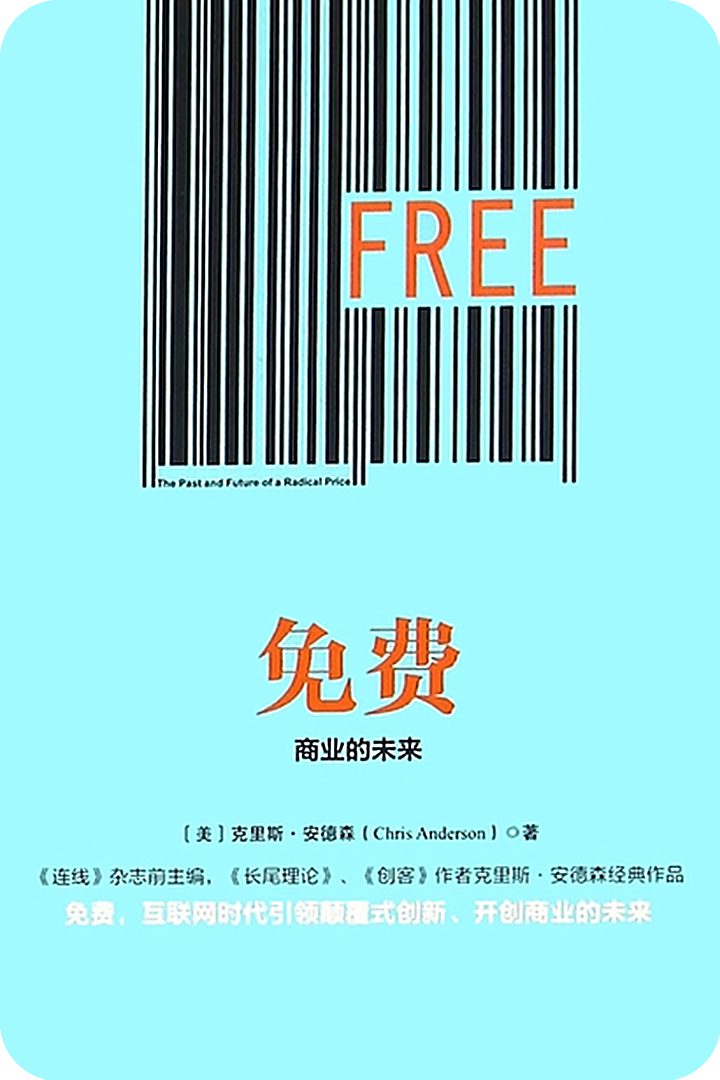 FREE
The Past and Future of a Radical Price
免费
商业的未来
［美］克里斯·安德森（Chris Anderson）◎著
《连线》杂志前主编，《长尾理论》、《创客》作者克里斯·安德森经典作品
免费，互联网时代引领颠覆式创新、开创商业的未来